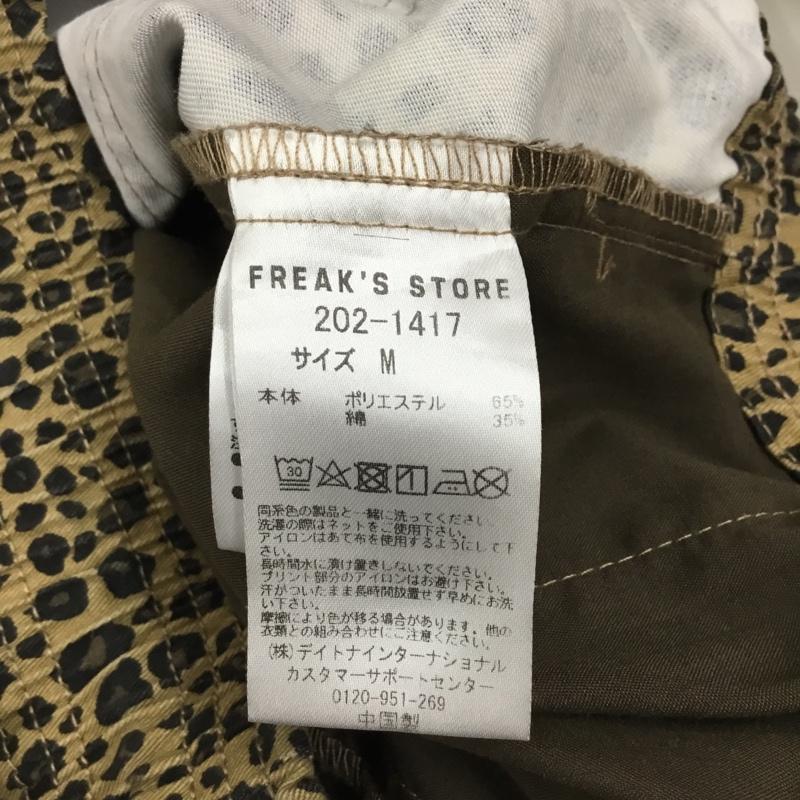 FREAK'S STORE
202-1417
サイズ M
本体 ポリエステル 65%
綿 35%
30
同系色の製品と一緒に洗ってください。
洗濯の際はネットをご使用下さい。
アイロンはあて布を使用するようにして下
さい。
長時間水に漬け置きしないでください。
プリント部分のアイロンはお避け下さい。
汗がついたまま長時間放置せず早めにお洗
い下さい。
摩擦により色が移る場合があります。他の
衣類との組み合わせにご注意ください。
(株)デイトナインターナショナル
カスタマーサポートセンター
0120-951-269
中国製